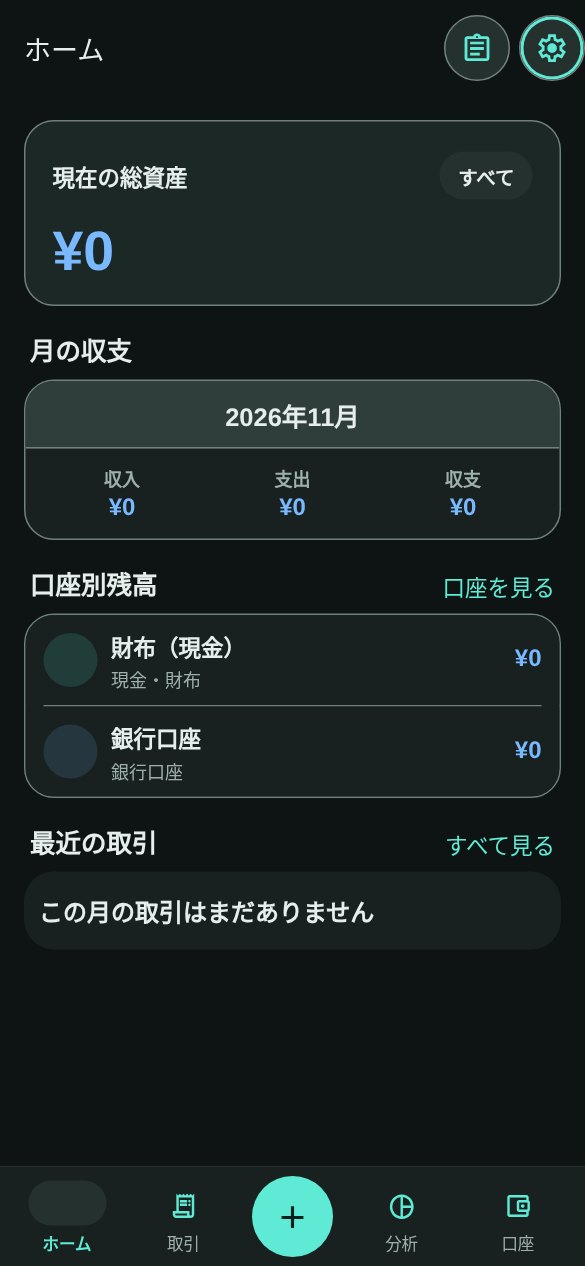 ホーム
現在の総資産
すべて
¥0
月の収支
2026年11月
収入
支出
収支
¥0
¥0
¥0
口座別残高
口座を見る
財布（現金）
現金・財布
¥0
銀行口座
銀行口座
¥0
最近の取引
すべて見る
この月の取引はまだありません
ホーム
取引
分析
口座